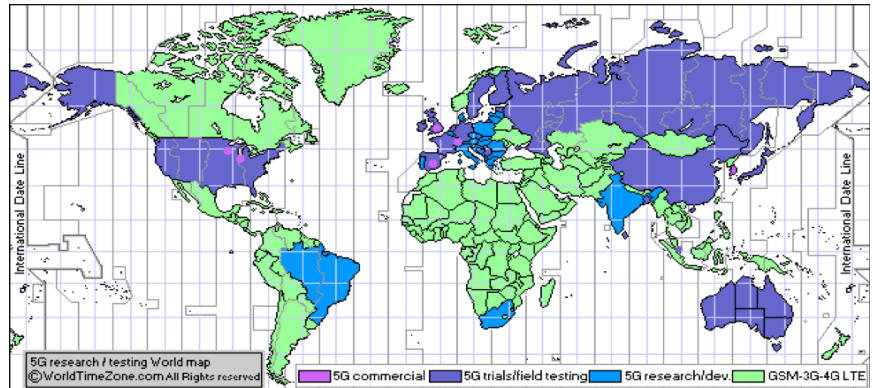 International Date Line
International Date Line
5G research / testing World map
©WorldTimeZone.com All Rights reserved
5G commercial
5G trials/field testing
5G research/dev.
GSM-3G-4G LTE